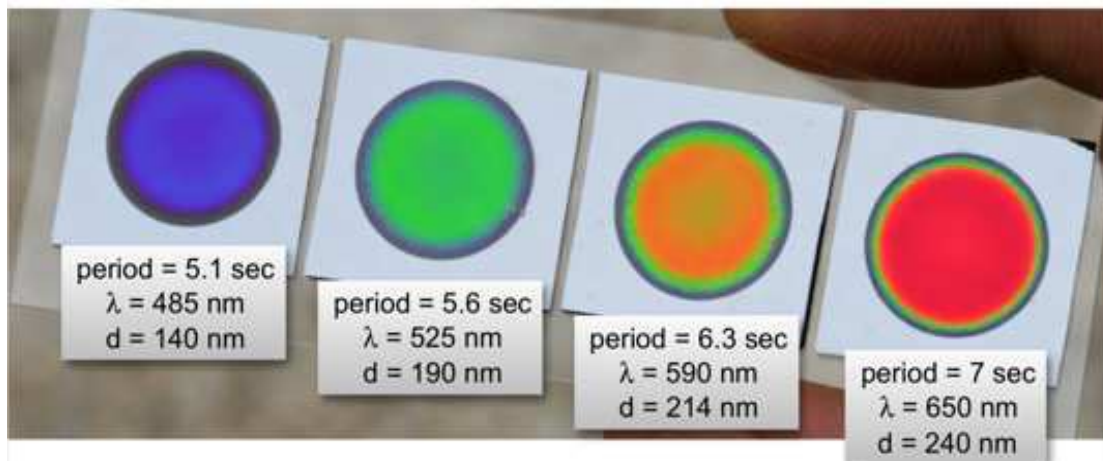 period = 5.1 sec
λ = 485 nm
d = 140 nm
period = 5.6 sec
λ = 525 nm
d = 190 nm
period = 6.3 sec
λ = 590 nm
d = 214 nm
period = 7 sec
λ = 650 nm
d = 240 nm